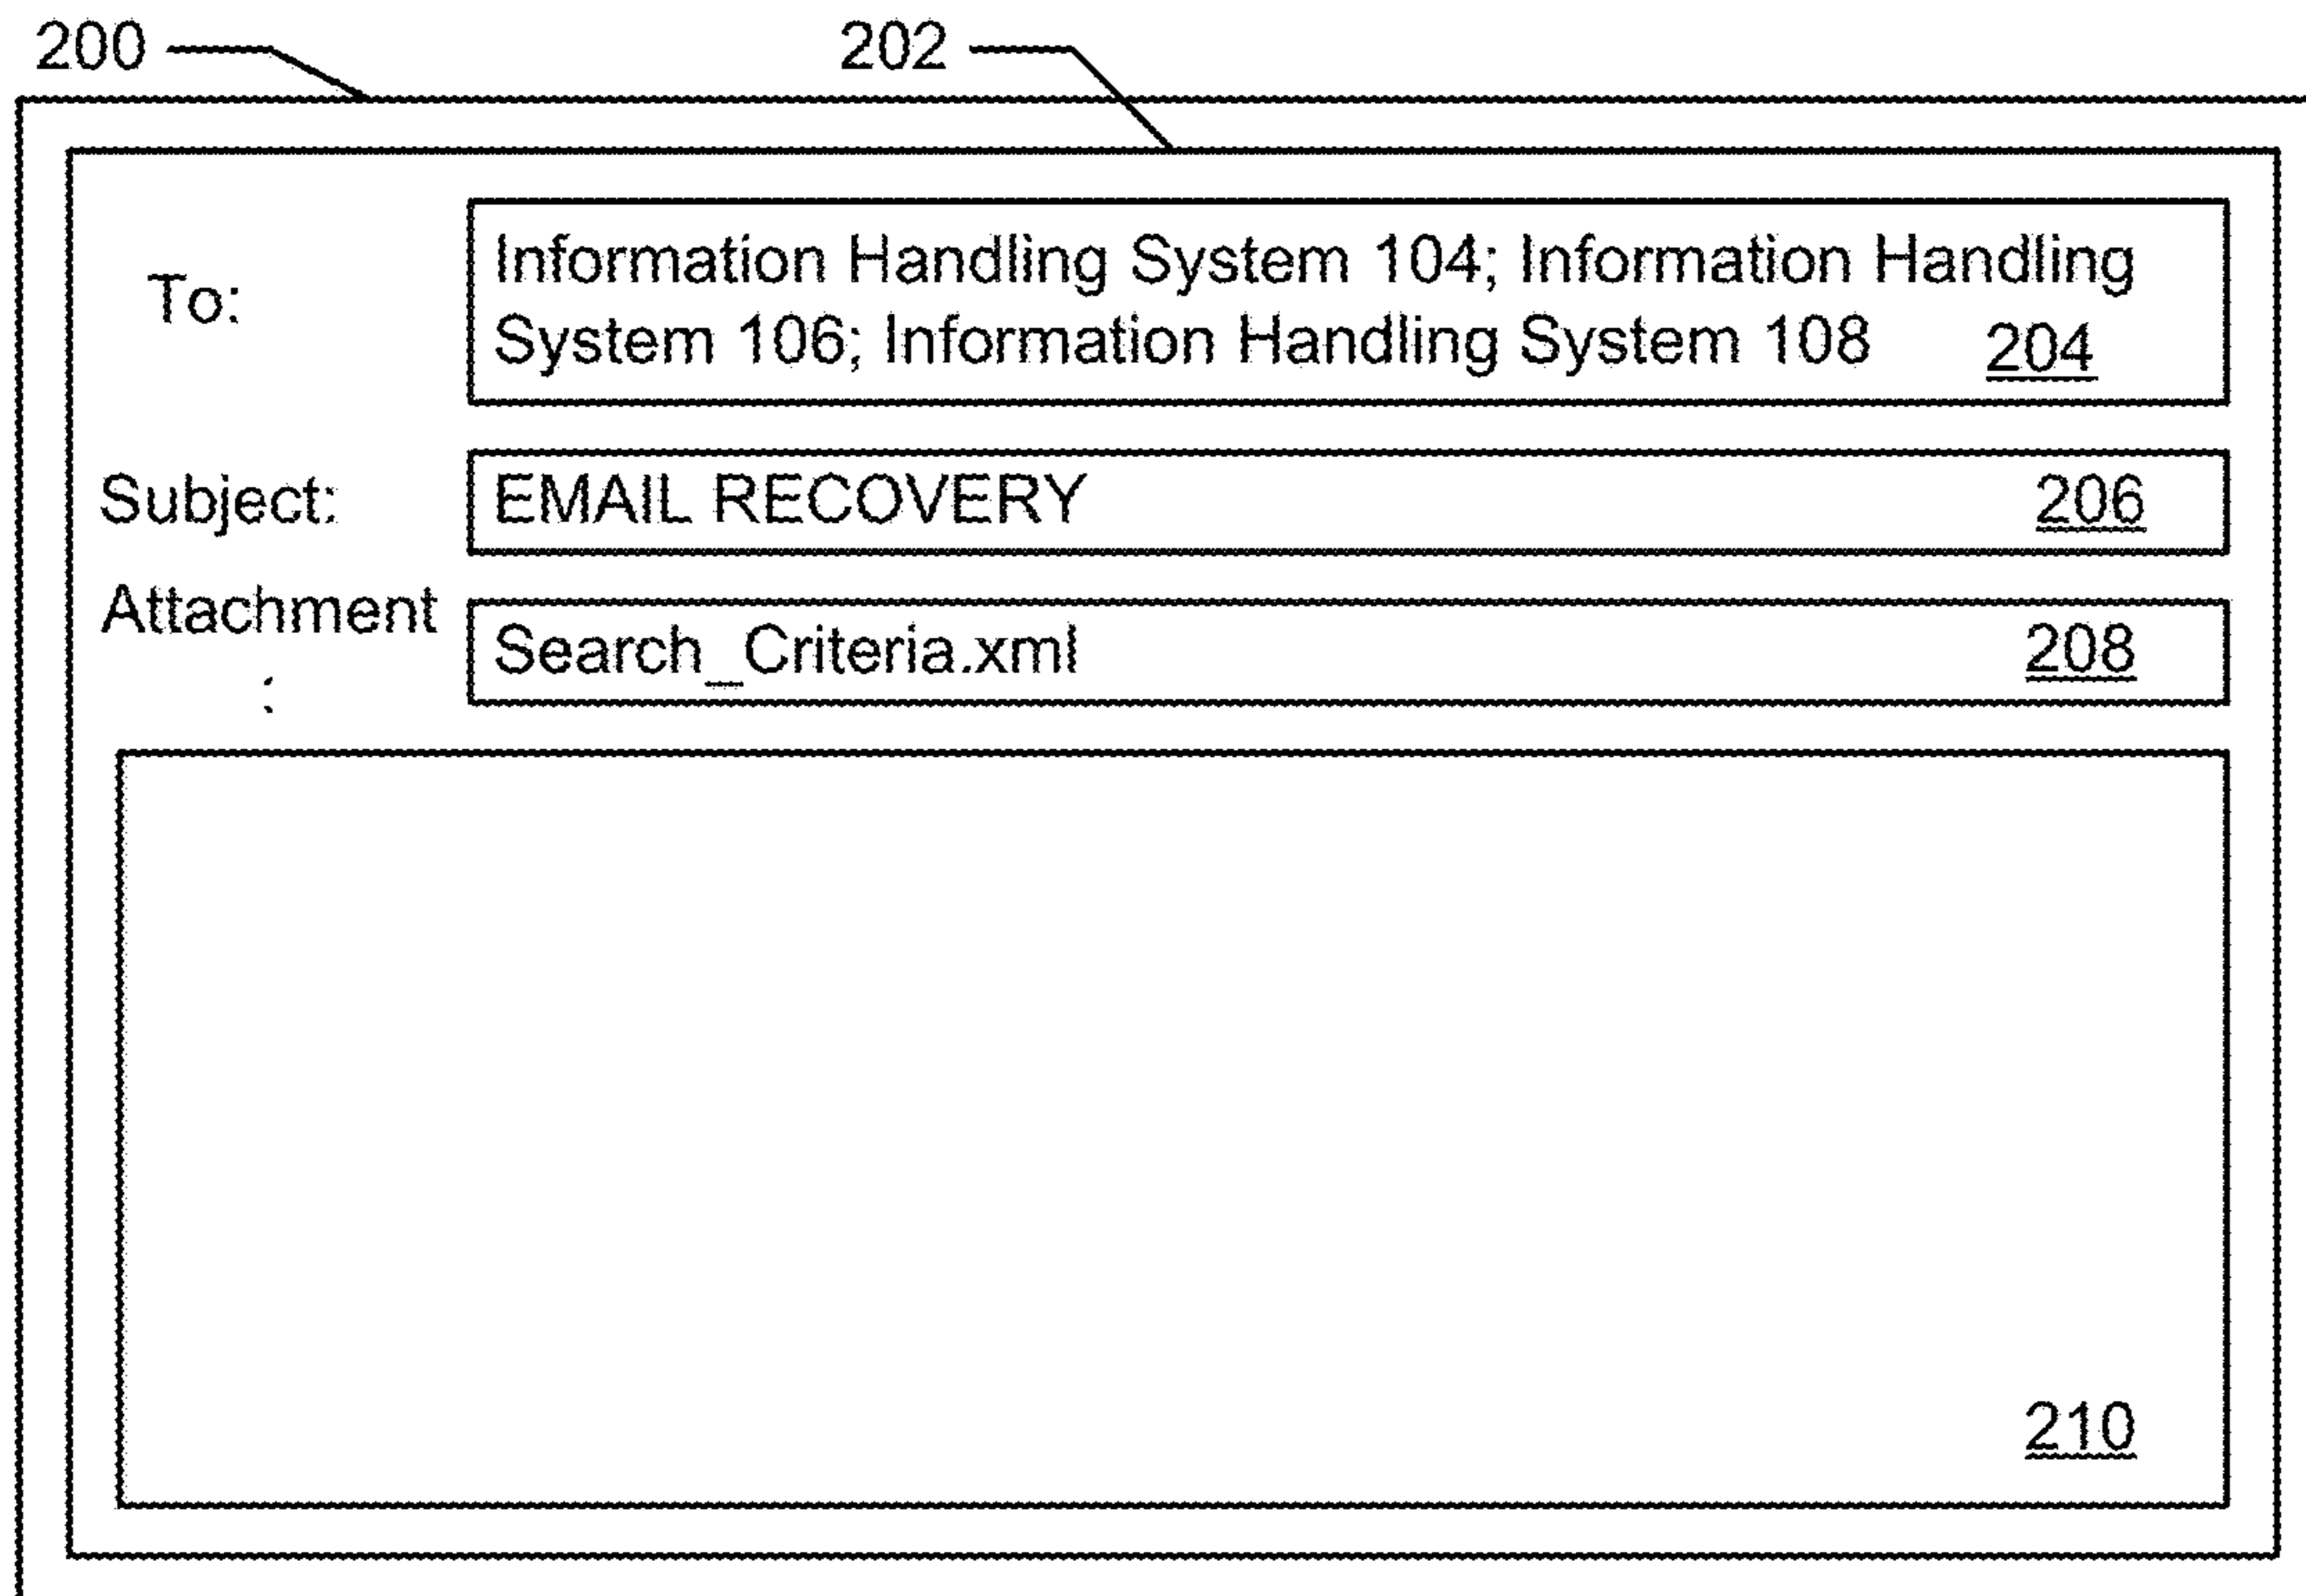 200 202
To: Information Handling System 104; Information Handling
System 106; Information Handling System 108 204
Subject: EMAIL RECOVERY 206
Attachment
: Search_Criteria.xml 208
210